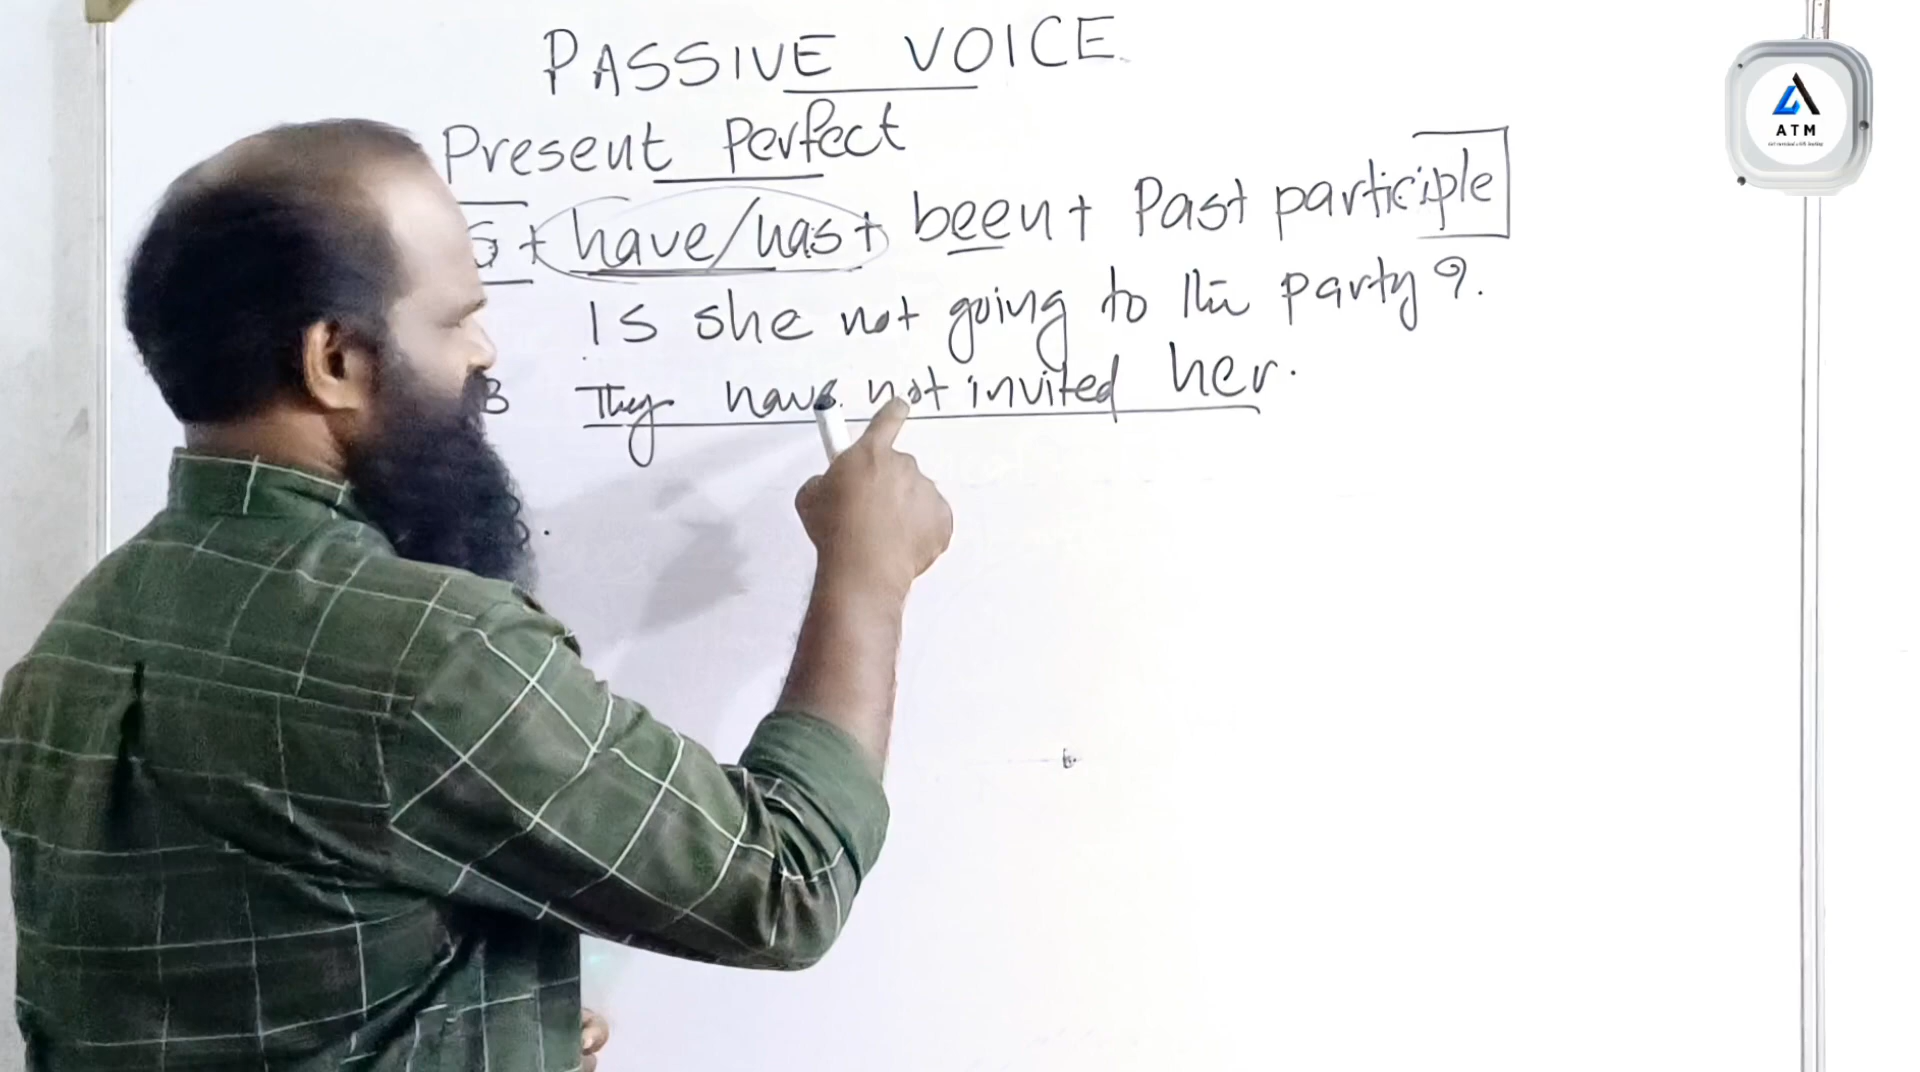 PASSIVE VOICE
Present Perfect
S + have/has + been + Past participle
Is she not going to the party?
B They have not invited her.
ATM